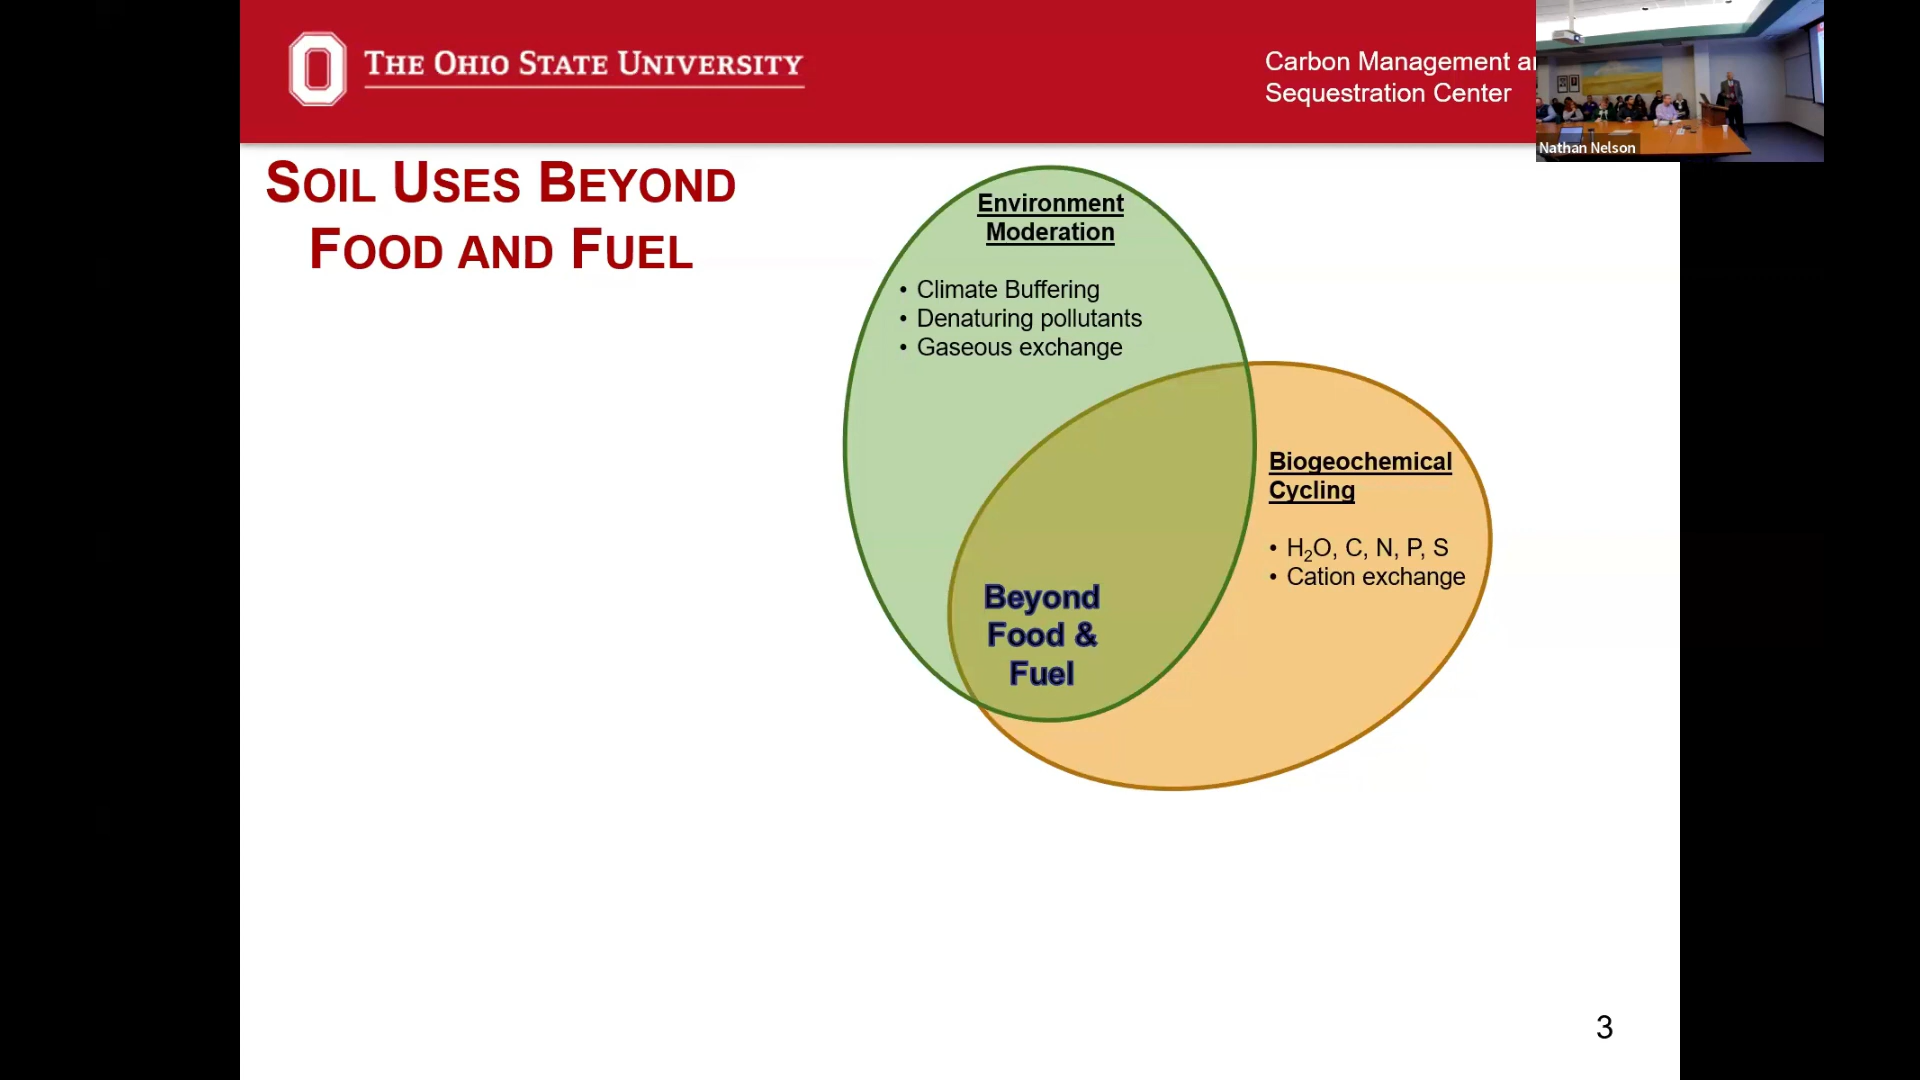 THE OHIO STATE UNIVERSITY
Carbon Management
Sequestration Center
Nathan Nelson
SOIL USES BEYOND
FOOD AND FUEL
Environment
Moderation
• Climate Buffering
• Denaturing pollutants
• Gaseous exchange
Biogeochemical
Cycling
• H₂O, C, N, P, S
• Cation exchange
Beyond
Food &
Fuel
3